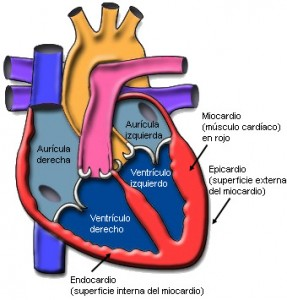 Aurícula
izquierda
Aurícula
derecha
Miocardio
(músculo cardíaco)
en rojo
Ventrículo
izquierdo
Epicardio
(superficie externa
del miocardio)
Ventrículo
derecho
Endocardio
(superficie interna del miocardio)